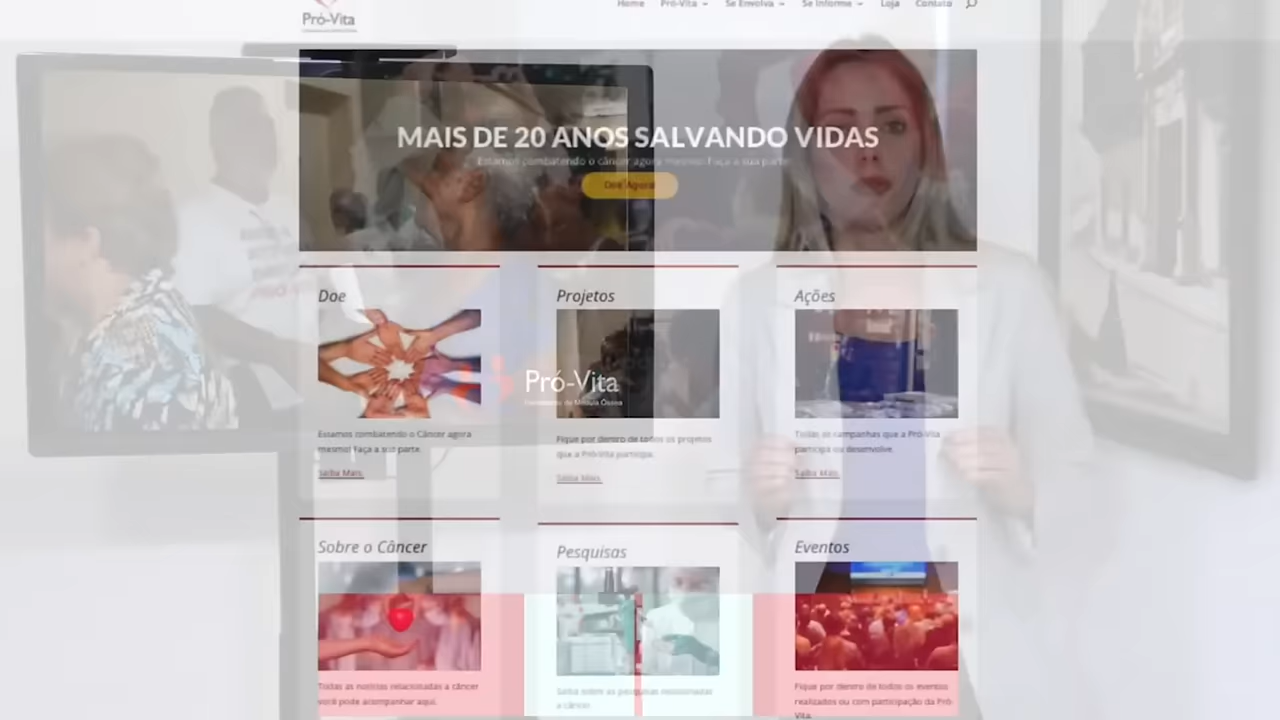 Pró-Vita
Home Pró-Vita Se Envolva Se Informe Loja Contato
MAIS DE 20 ANOS SALVANDO VIDAS
Estamos combatendo o câncer agora mesmo! Faça a sua parte
Doe Agora
Doe
Projetos
Ações
Pró-Vita
Estamos combatendo o Câncer agora
mesmo! Faça a sua parte.
Saiba Mais.
Fique por dentro de todos os projetos
que a Pró-Vita participa.
Saiba Mais.
Todas as campanhas que a Pró-Vita
participa ou desenvolve.
Saiba Mais.
Sobre o Câncer
Pesquisas
Eventos
Todas as notícias relacionadas a câncer
você pode acompanhar aqui.
Saiba sobre as pesquisas relacionadas
a câncer.
Fique por dentro de todos os eventos
realizados ou com participação da Pró-
Vita.